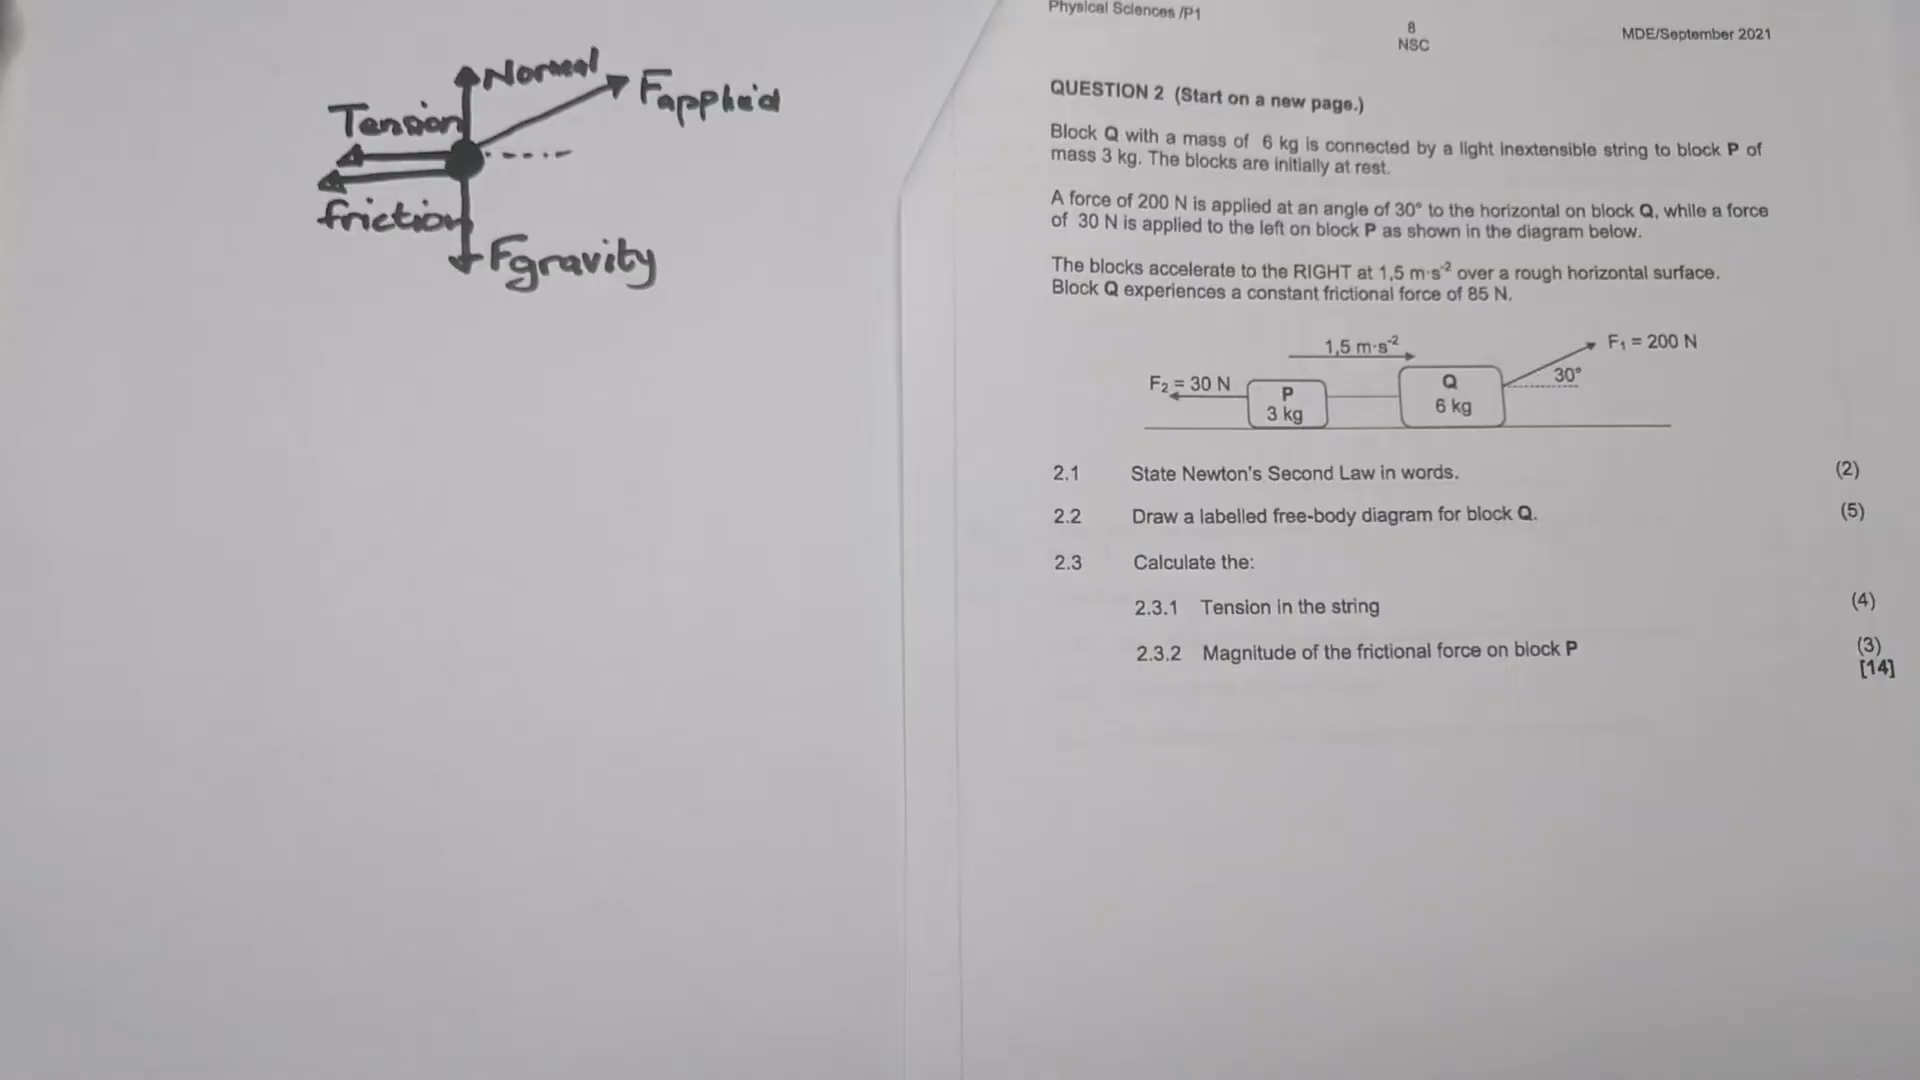 Normal
Fapplied
Tension
friction
Fgravity
Physical Sciences /P1
8
NSC
MDE/September 2021
QUESTION 2 (Start on a new page.)
Block Q with a mass of 6 kg is connected by a light inextensible string to block P of
mass 3 kg. The blocks are initially at rest.
A force of 200 N is applied at an angle of 30° to the horizontal on block Q, while a force
of 30 N is applied to the left on block P as shown in the diagram below.
The blocks accelerate to the RIGHT at 1,5 m·s⁻² over a rough horizontal surface.
Block Q experiences a constant frictional force of 85 N.
1,5 m·s⁻²
F₁ = 200 N
30°
F₂ = 30 N
P
3 kg
Q
6 kg
2.1 State Newton's Second Law in words. (2)
2.2 Draw a labelled free-body diagram for block Q. (5)
2.3 Calculate the:
2.3.1 Tension in the string (4)
2.3.2 Magnitude of the frictional force on block P (3)
[14]